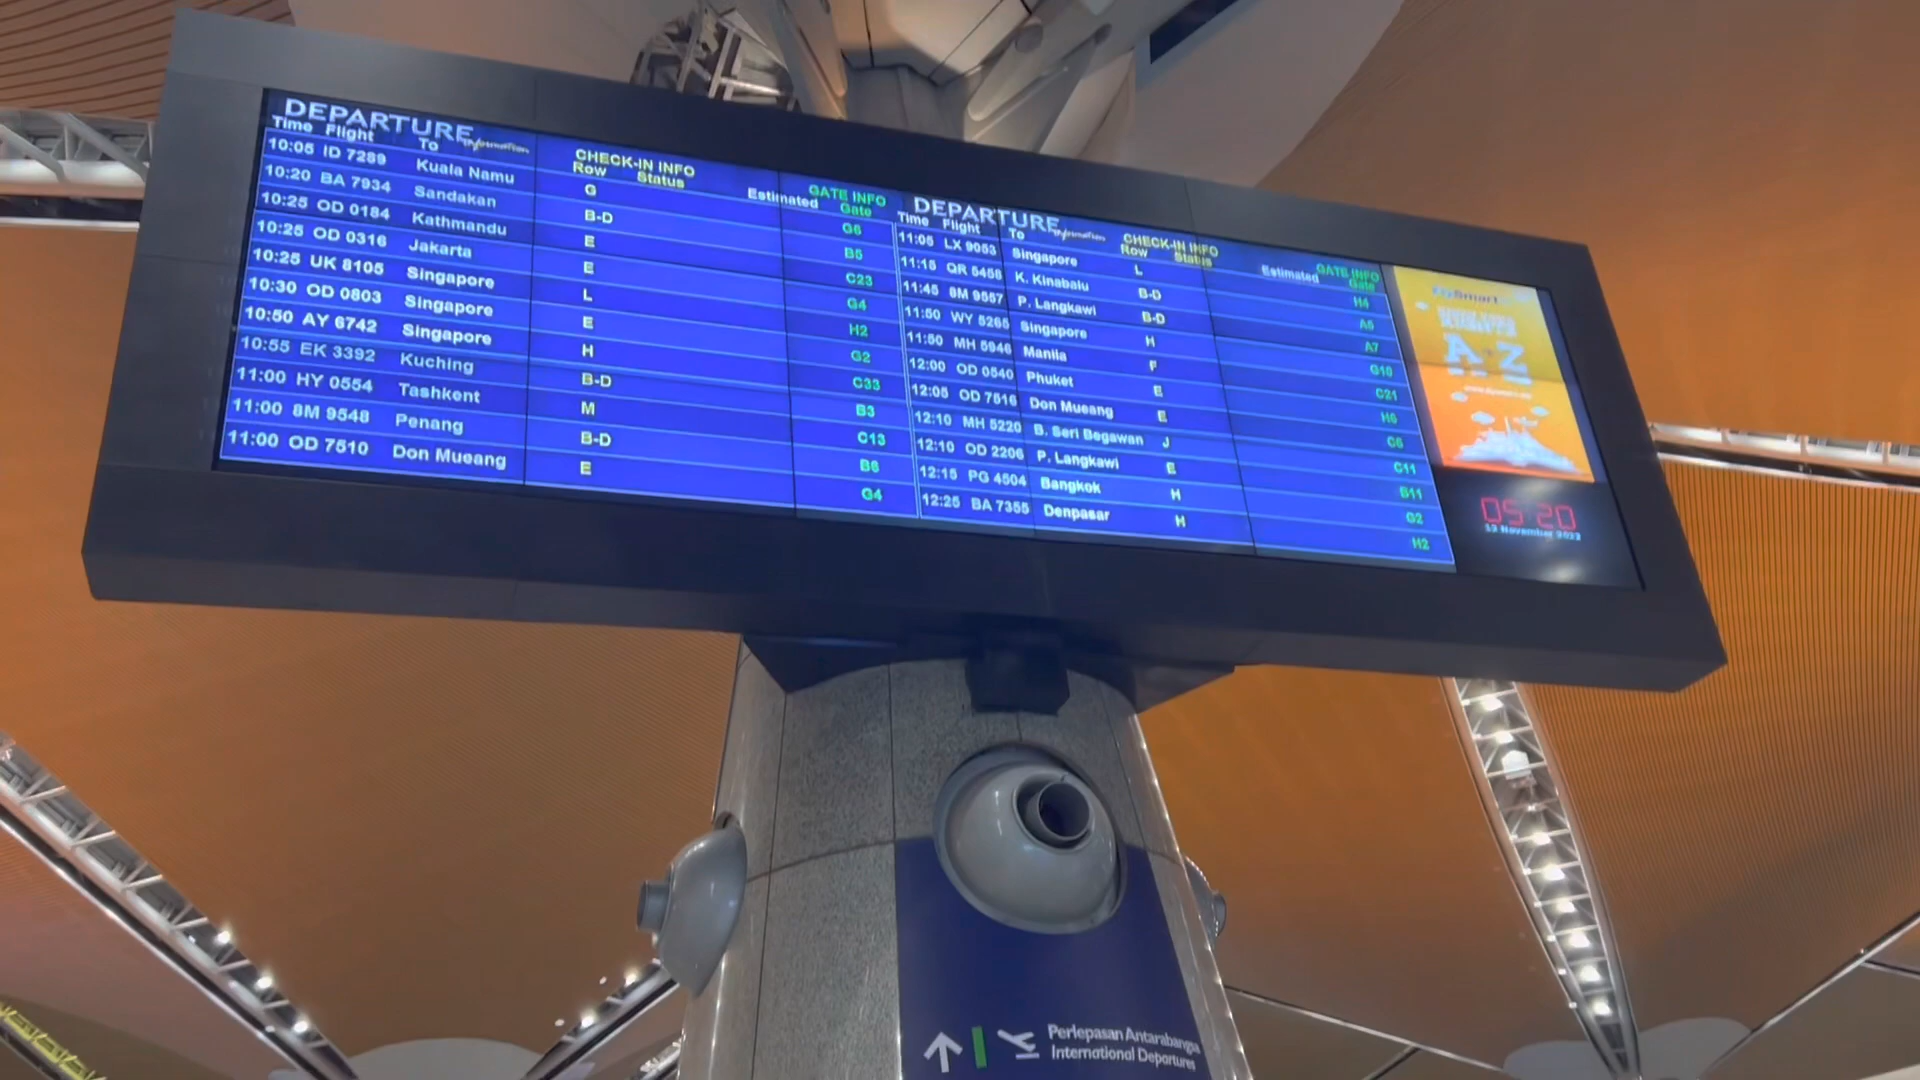 DEPARTURE Information
CHECK-IN INFO GATE INFO
Time Flight To Row Status Estimated Gate
10:05 ID 7289 Kuala Namu G G6
10:20 BA 7934 Sandakan B-D B5
10:25 OD 0184 Kathmandu E C23
10:25 OD 0316 Jakarta E G4
10:25 UK 8105 Singapore L H2
10:30 OD 0803 Singapore E G2
10:50 AY 6742 Singapore H C33
10:55 EK 3392 Kuching B-D B3
11:00 HY 0554 Tashkent M C13
11:00 8M 9548 Penang B-D B6
11:00 OD 7510 Don Mueang E G4
DEPARTURE Information
CHECK-IN INFO GATE INFO
Time Flight To Row Status Estimated Gate
11:05 LX 9053 Singapore L H4
11:15 QR 5458 K. Kinabalu B-D A5
11:45 8M 9557 P. Langkawi B-D A7
11:50 WY 5265 Singapore H G10
11:50 MH 5946 Manila F C21
12:00 OD 0540 Phuket E H6
12:05 OD 7516 Don Mueang E C6
12:10 MH 5220 B. Seri Begawan J C11
12:10 OD 2206 P. Langkawi E B11
12:15 PG 4504 Bangkok H G2
12:25 BA 7355 Denpasar H H2
A Z
05:20
Perlepasan Antarabangsa
International Departures